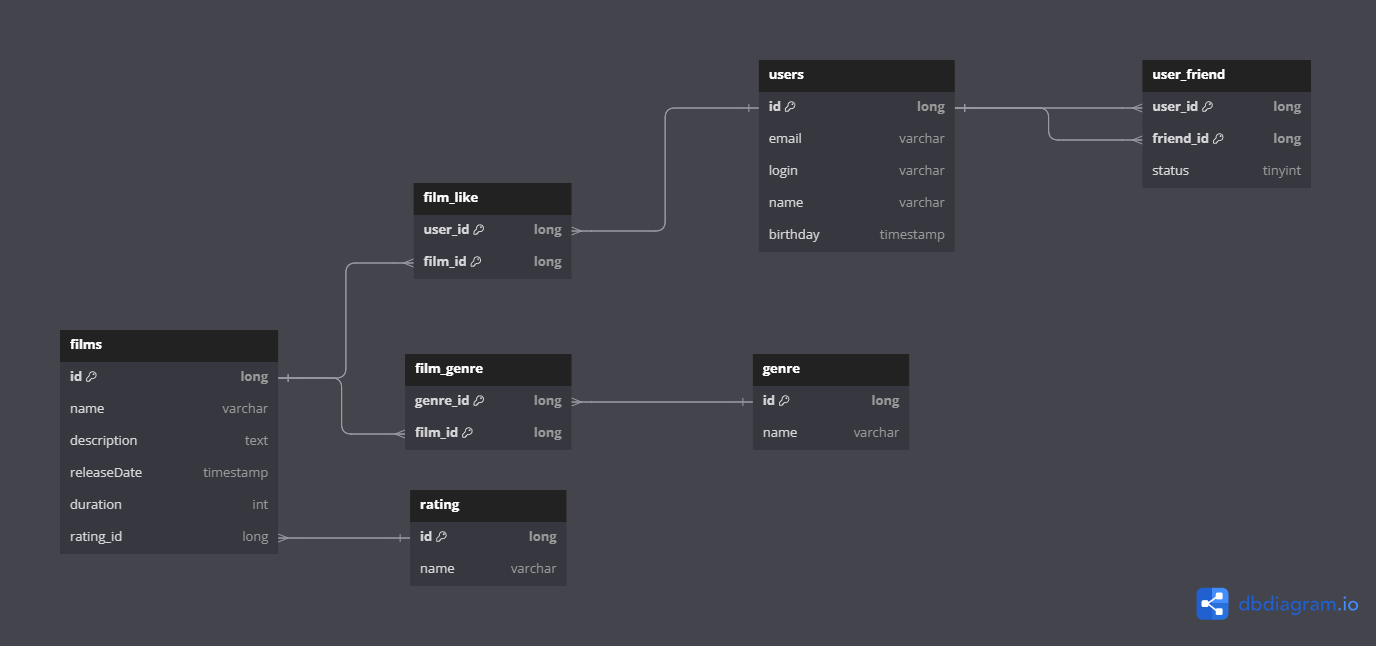 users
id long
email varchar
login varchar
name varchar
birthday timestamp
user_friend
user_id long
friend_id long
status tinyint
film_like
user_id long
film_id long
films
id long
name varchar
description text
releaseDate timestamp
duration int
rating_id long
film_genre
genre_id long
film_id long
genre
id long
name varchar
rating
id long
name varchar
dbdiagram.io